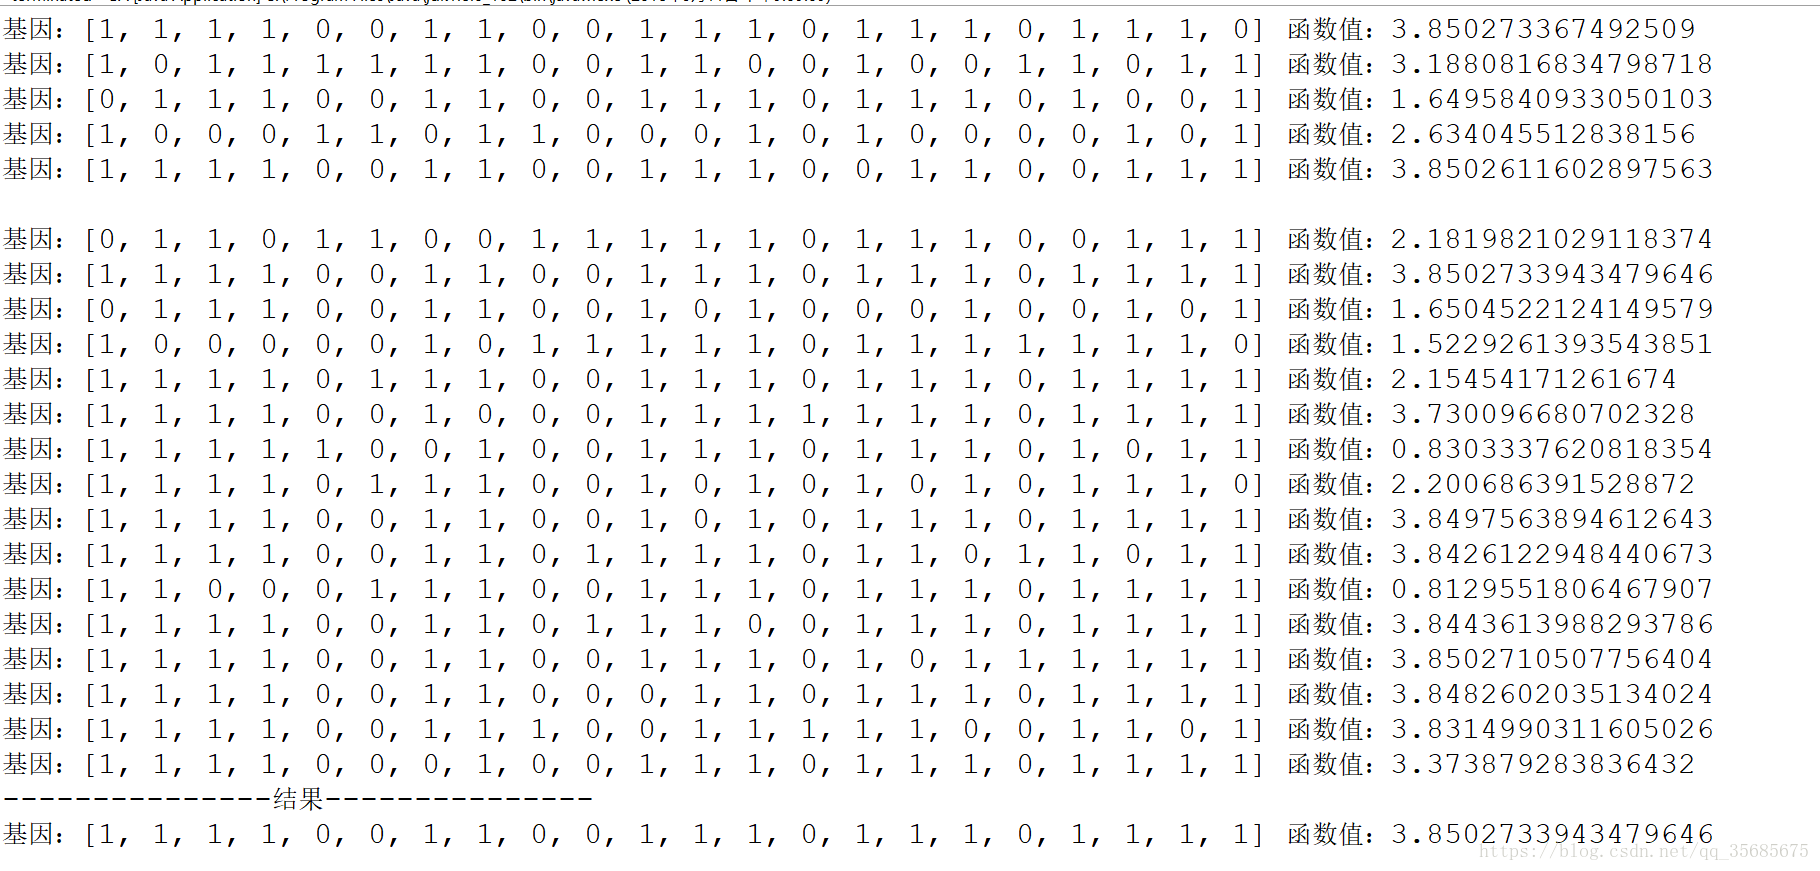 基因：[1, 1, 1, 1, 0, 0, 1, 1, 0, 0, 1, 1, 1, 0, 1, 1, 1, 0, 1, 1, 1, 0] 函数值：3.850273367492509
基因：[1, 0, 1, 1, 1, 1, 1, 1, 0, 0, 1, 1, 0, 0, 1, 0, 0, 1, 1, 0, 1, 1] 函数值：3.1880816834798718
基因：[0, 1, 1, 1, 0, 0, 1, 1, 0, 0, 1, 1, 1, 0, 1, 1, 1, 0, 1, 0, 0, 1] 函数值：1.6495840933050103
基因：[1, 0, 0, 0, 1, 1, 0, 1, 1, 0, 0, 0, 1, 0, 1, 0, 0, 0, 0, 1, 0, 1] 函数值：2.634045512838156
基因：[1, 1, 1, 1, 0, 0, 1, 1, 0, 0, 1, 1, 1, 0, 0, 1, 1, 0, 0, 1, 1, 1] 函数值：3.8502611602897563
基因：[0, 1, 1, 0, 1, 1, 0, 0, 1, 1, 1, 1, 1, 0, 1, 1, 1, 0, 0, 1, 1, 1] 函数值：2.1819821029118374
基因：[1, 1, 1, 1, 0, 0, 1, 1, 0, 0, 1, 1, 1, 0, 1, 1, 1, 0, 1, 1, 1, 1] 函数值：3.8502733943479646
基因：[0, 1, 1, 1, 0, 0, 1, 1, 0, 0, 1, 0, 1, 0, 0, 0, 1, 0, 0, 1, 0, 1] 函数值：1.6504522124149579
基因：[1, 0, 0, 0, 0, 0, 1, 0, 1, 1, 1, 1, 1, 0, 1, 1, 1, 1, 1, 1, 1, 0] 函数值：1.5229261393543851
基因：[1, 1, 1, 1, 0, 1, 1, 1, 0, 0, 1, 1, 1, 0, 1, 1, 1, 0, 1, 1, 1, 1] 函数值：2.15454171261674
基因：[1, 1, 1, 1, 0, 0, 1, 0, 0, 0, 1, 1, 1, 1, 1, 1, 1, 0, 1, 1, 1, 1] 函数值：3.730096680702328
基因：[1, 1, 1, 1, 1, 0, 0, 1, 0, 0, 1, 1, 1, 0, 1, 1, 1, 0, 1, 0, 1, 1] 函数值：0.8303337620818354
基因：[1, 1, 1, 1, 0, 1, 1, 1, 0, 0, 1, 0, 1, 0, 1, 0, 1, 0, 1, 1, 1, 0] 函数值：2.200686391528872
基因：[1, 1, 1, 1, 0, 0, 1, 1, 0, 0, 1, 0, 1, 0, 1, 1, 1, 0, 1, 1, 1, 1] 函数值：3.8497563894612643
基因：[1, 1, 1, 1, 0, 0, 1, 1, 0, 1, 1, 1, 1, 0, 1, 1, 0, 1, 1, 0, 1, 1] 函数值：3.8426122948440673
基因：[1, 1, 0, 0, 0, 1, 1, 1, 0, 0, 1, 1, 1, 0, 1, 1, 1, 0, 1, 1, 1, 1] 函数值：0.8129551806467907
基因：[1, 1, 1, 1, 0, 0, 1, 1, 0, 1, 1, 1, 0, 0, 1, 1, 1, 0, 1, 1, 1, 1] 函数值：3.8443613988293786
基因：[1, 1, 1, 1, 0, 0, 1, 1, 0, 0, 1, 1, 1, 0, 1, 0, 1, 1, 1, 1, 1, 1] 函数值：3.8502710507756404
基因：[1, 1, 1, 1, 0, 0, 1, 1, 0, 0, 0, 1, 1, 0, 1, 1, 1, 0, 1, 1, 1, 1] 函数值：3.8482602035134024
基因：[1, 1, 1, 1, 0, 0, 1, 1, 1, 0, 0, 1, 1, 1, 1, 1, 0, 0, 1, 1, 0, 1] 函数值：3.8314990311605026
基因：[1, 1, 1, 1, 0, 0, 0, 1, 0, 0, 1, 1, 1, 0, 1, 1, 1, 0, 1, 1, 1, 1] 函数值：3.373879283836432
---------------结果---------------
基因：[1, 1, 1, 1, 0, 0, 1, 1, 0, 0, 1, 1, 1, 0, 1, 1, 1, 0, 1, 1, 1, 1] 函数值：3.8502733943479646
https://blog.csdn.net/qq_35685675